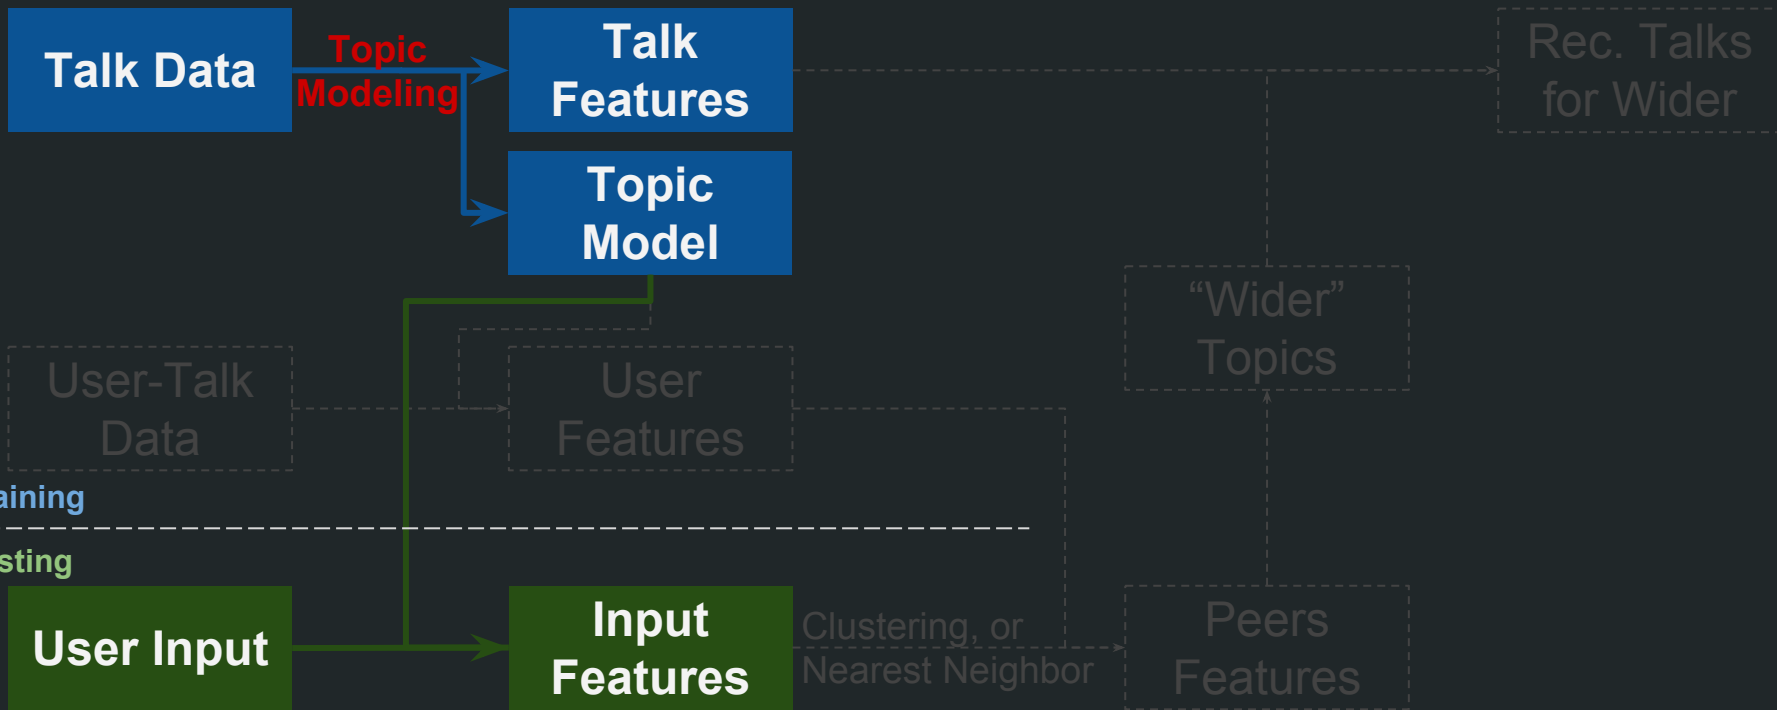 Talk Data
Topic
Modeling
Talk
Features
Rec. Talks
for Wider
Topic
Model
“Wider”
Topics
User-Talk
Data
User
Features
aining
sting
User Input
Input
Features
Clustering, or
Nearest Neighbor
Peers
Features